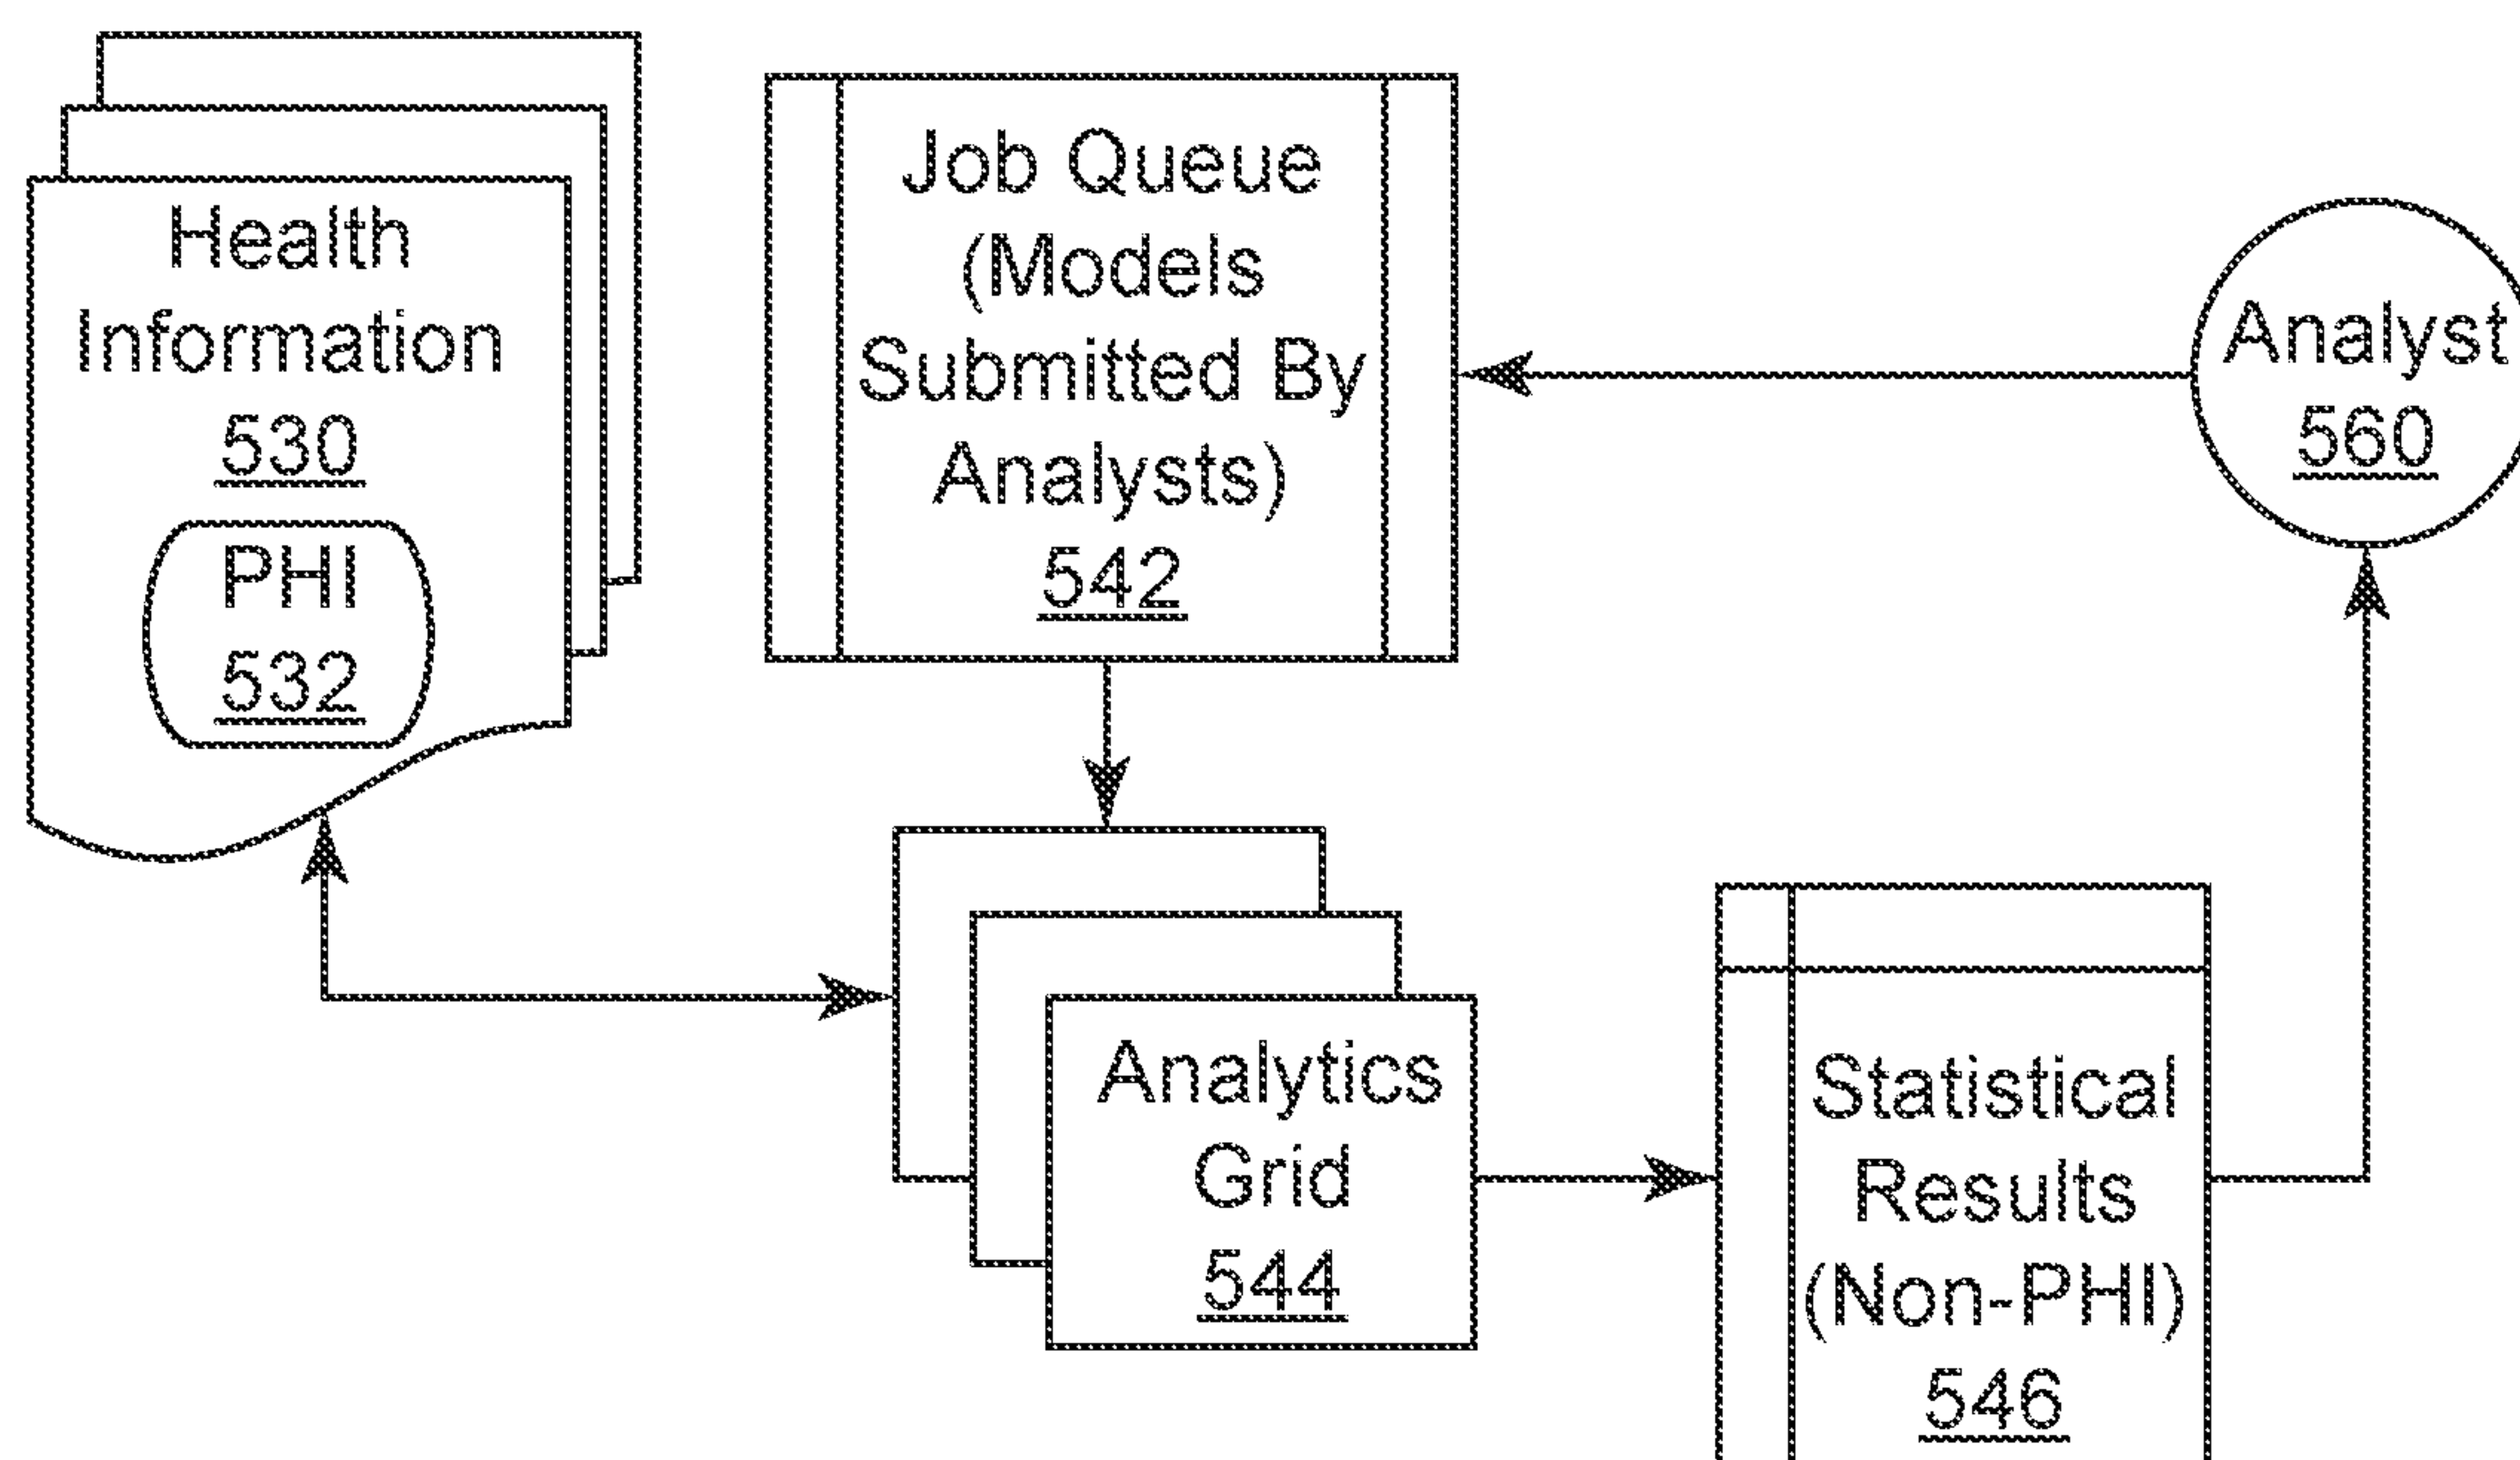 Health
Information
530
PHI
532
Job Queue
(Models
Submitted By
Analysts)
542
Analyst
560
Analytics
Grid
544
Statistical
Results
(Non-PHI)
546